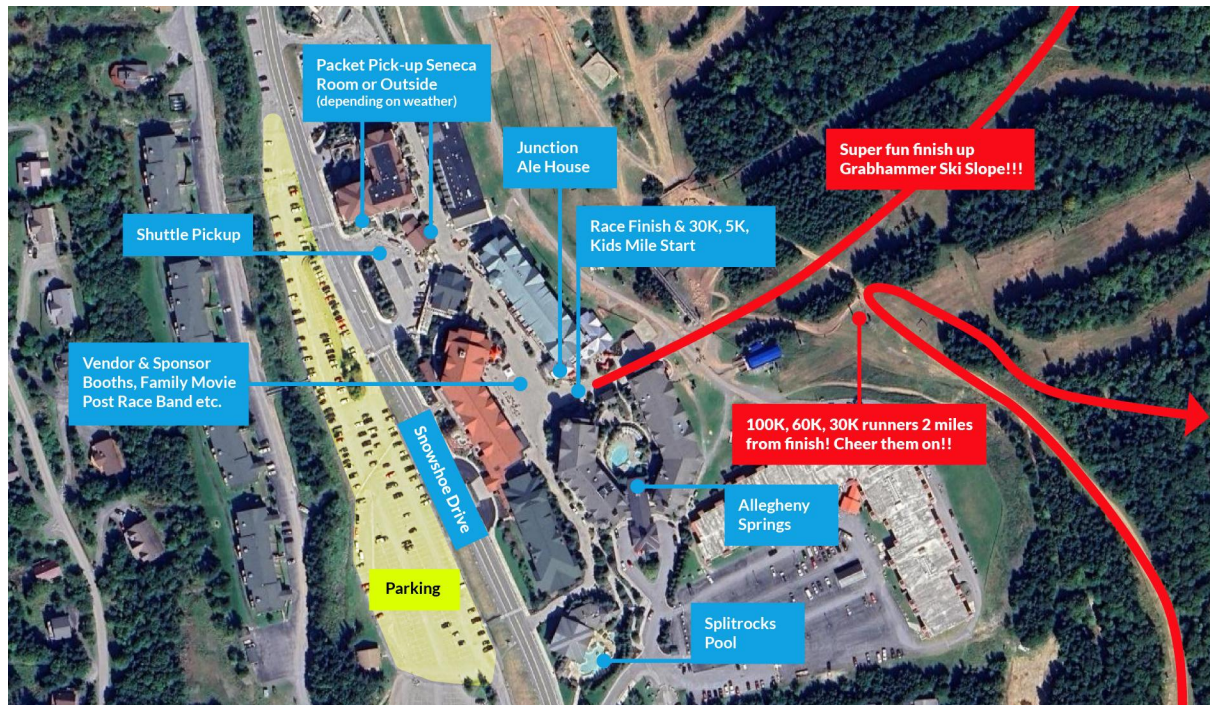 Packet Pick-up Seneca
Room or Outside
(depending on weather)
Junction
Ale House
Super fun finish up
Grabhammer Ski Slope!!!
Shuttle Pickup
Race Finish & 30K, 5K,
Kids Mile Start
Vendor & Sponsor
Booths, Family Movie
Post Race Band etc.
100K, 60K, 30K runners 2 miles
from finish! Cheer them on!!
Snowshoe Drive
Allegheny
Springs
Parking
Splitrocks
Pool